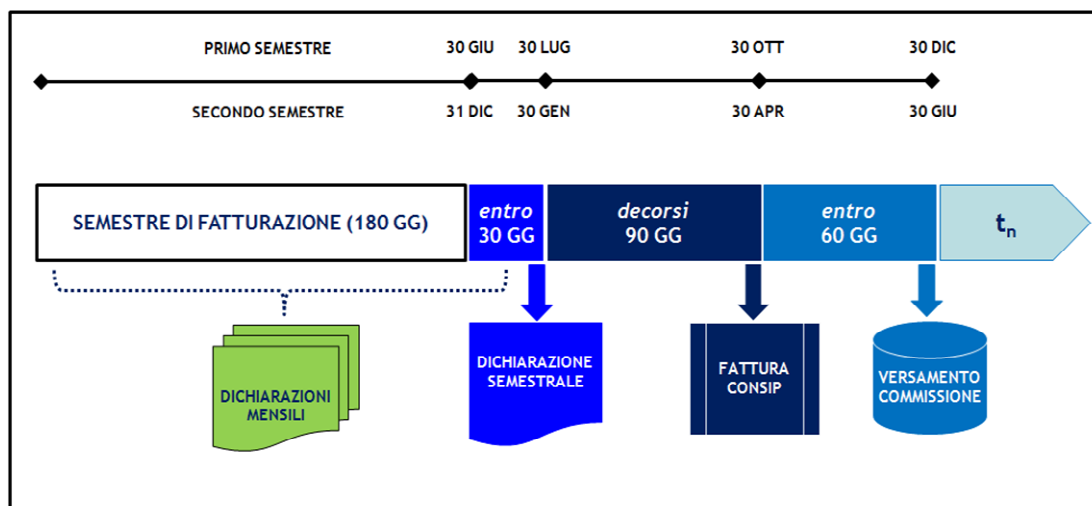 PRIMO SEMESTRE
30 GIU
30 LUG
30 OTT
30 DIC
SECONDO SEMESTRE
31 DIC
30 GEN
30 APR
30 GIU
SEMESTRE DI FATTURAZIONE (180 GG)
entro
30 GG
decorsi
90 GG
entro
60 GG
tn
DICHIARAZIONI
MENSILI
DICHIARAZIONE
SEMESTRALE
FATTURA
CONSIP
VERSAMENTO
COMMISSIONE